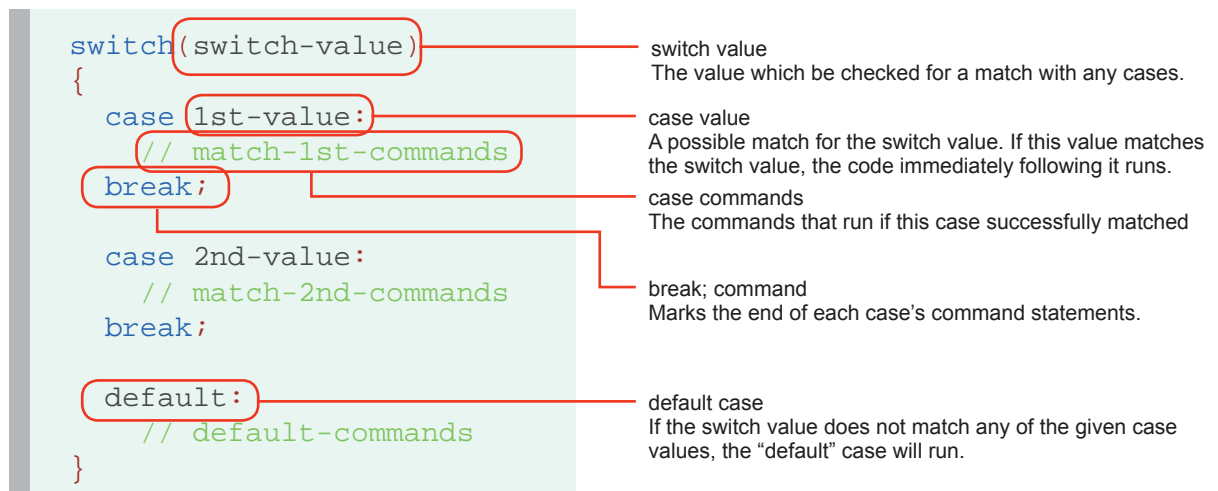 switch(switch-value)
{
case 1st-value:
// match-1st-commands
break;
case 2nd-value:
// match-2nd-commands
break;
default:
// default-commands
}
switch value
The value which be checked for a match with any cases.
case value
A possible match for the switch value. If this value matches
the switch value, the code immediately following it runs.
case commands
The commands that run if this case successfully matched
break; command
Marks the end of each case’s command statements.
default case
If the switch value does not match any of the given case
values, the “default” case will run.